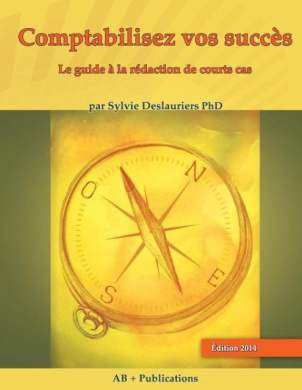 Comptabilisez vos succès
Le guide à la rédaction de courts cas
par Sylvie Deslauriers PhD
N
O
E
S
Édition 2014
AB + Publications